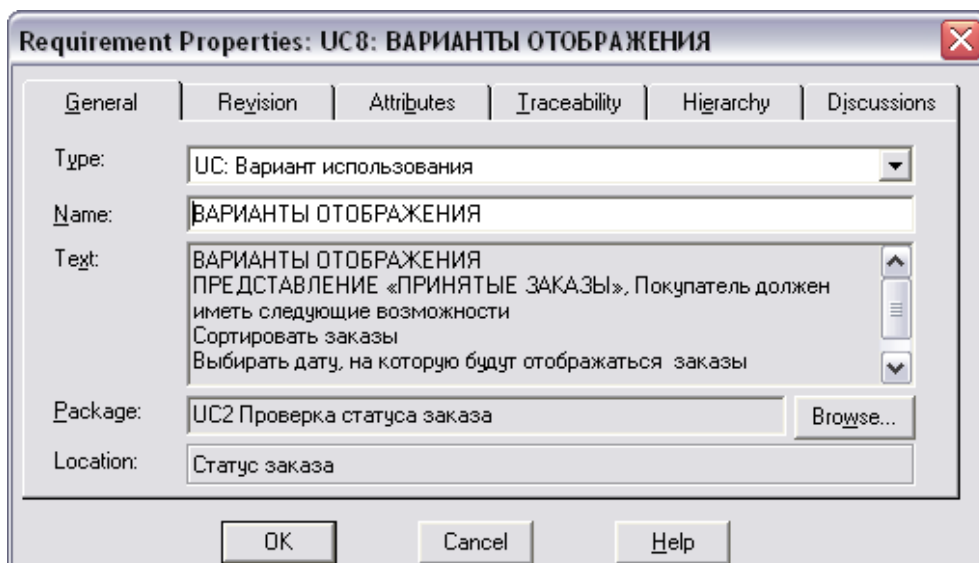 Requirement Properties: UC8: ВАРИАНТЫ ОТОБРАЖЕНИЯ
General Revision Attributes Traceability Hierarchy Discussions
Type: UC: Вариант использования
Name: ВАРИАНТЫ ОТОБРАЖЕНИЯ
Text: ВАРИАНТЫ ОТОБРАЖЕНИЯ
ПРЕДСТАВЛЕНИЕ «ПРИНЯТЫЕ ЗАКАЗЫ», Покупатель должен
иметь следующие возможности
Сортировать заказы
Выбирать дату, на которую будут отображаться заказы
Package: UC2 Проверка статуса заказа Browse...
Location: Статус заказа
OK Cancel Help